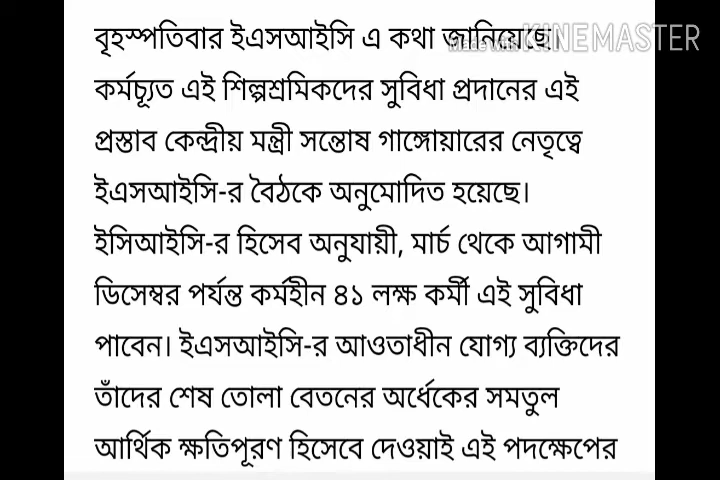 বৃহস্পতিবার ইএসআইসি এ কথা জানিয়েছে।
Made with KINEMASTER
কর্মচ্যূত এই শিল্পশ্রমিকদের সুবিধা প্রদানের এই
প্রস্তাব কেন্দ্রীয় মন্ত্রী সন্তোষ গাঙ্গোয়ারের নেতৃত্বে
ইএসআইসি-র বৈঠকে অনুমোদিত হয়েছে।
ইসিআইসি-র হিসেব অনুযায়ী, মার্চ থেকে আগামী
ডিসেম্বর পর্যন্ত কর্মহীন ৪১ লক্ষ কর্মী এই সুবিধা
পাবেন। ইএসআইসি-র আওতাধীন যোগ্য ব্যক্তিদের
তাঁদের শেষ তোলা বেতনের অর্ধেকের সমতুল
আর্থিক ক্ষতিপূরণ হিসেবে দেওয়াই এই পদক্ষেপের